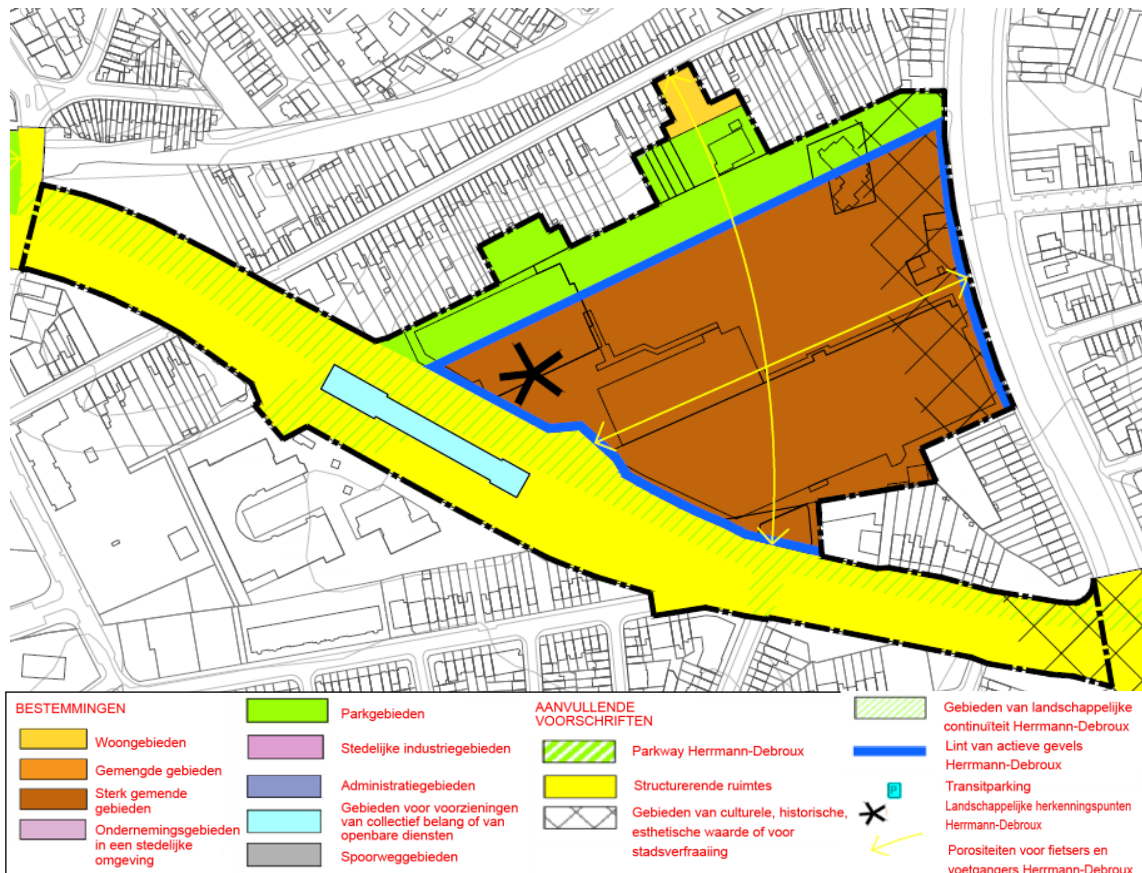 BESTEMMINGEN
Woongebieden
Gemengde gebieden
Sterk gemende
gebieden
Ondernemingsgebieden
in een stedelijke
omgeving
Parkgebieden
Stedelijke industriegebieden
Administratiegebieden
Gebieden voor voorzieningen
van collectief belang of van
openbare diensten
Spoorweggebieden
AANVULLENDE
VOORSCHRIFTEN
Parkway Herrmann-Debroux
Structurerende ruimtes
Gebieden van culturele, historische,
esthetische waarde of voor
stadsverfraaiing
Gebieden van landschappelijke
continuïteit Herrmann-Debroux
Lint van actieve gevels
Herrmann-Debroux
P
Transitparking
Landschappelijke herkenningspunten
Herrmann-Debroux
Porositeiten voor fietsers en
voetgangers Herrmann-Debroux